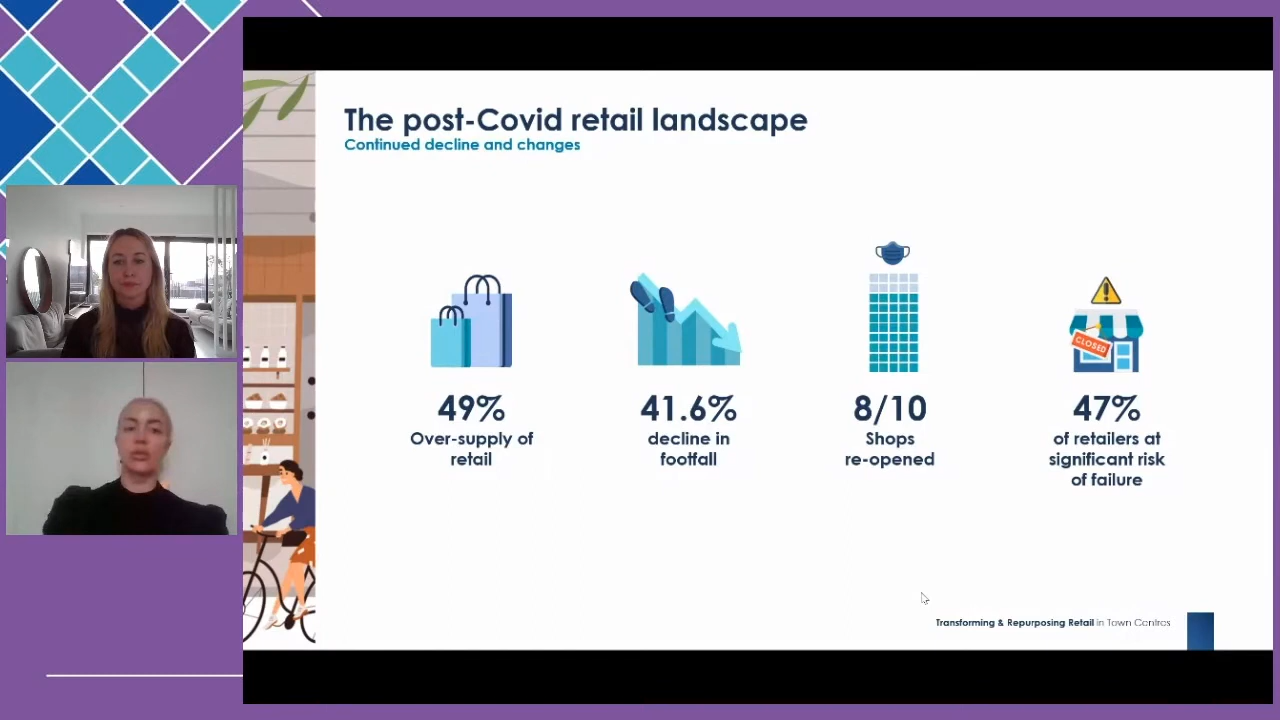 The post-Covid retail landscape
Continued decline and changes
CLOSED
49%
Over-supply of
retail
41.6%
decline in
footfall
8/10
Shops
re-opened
47%
of retailers at
significant risk
of failure
Transforming & Repurposing Retail in Town Centres